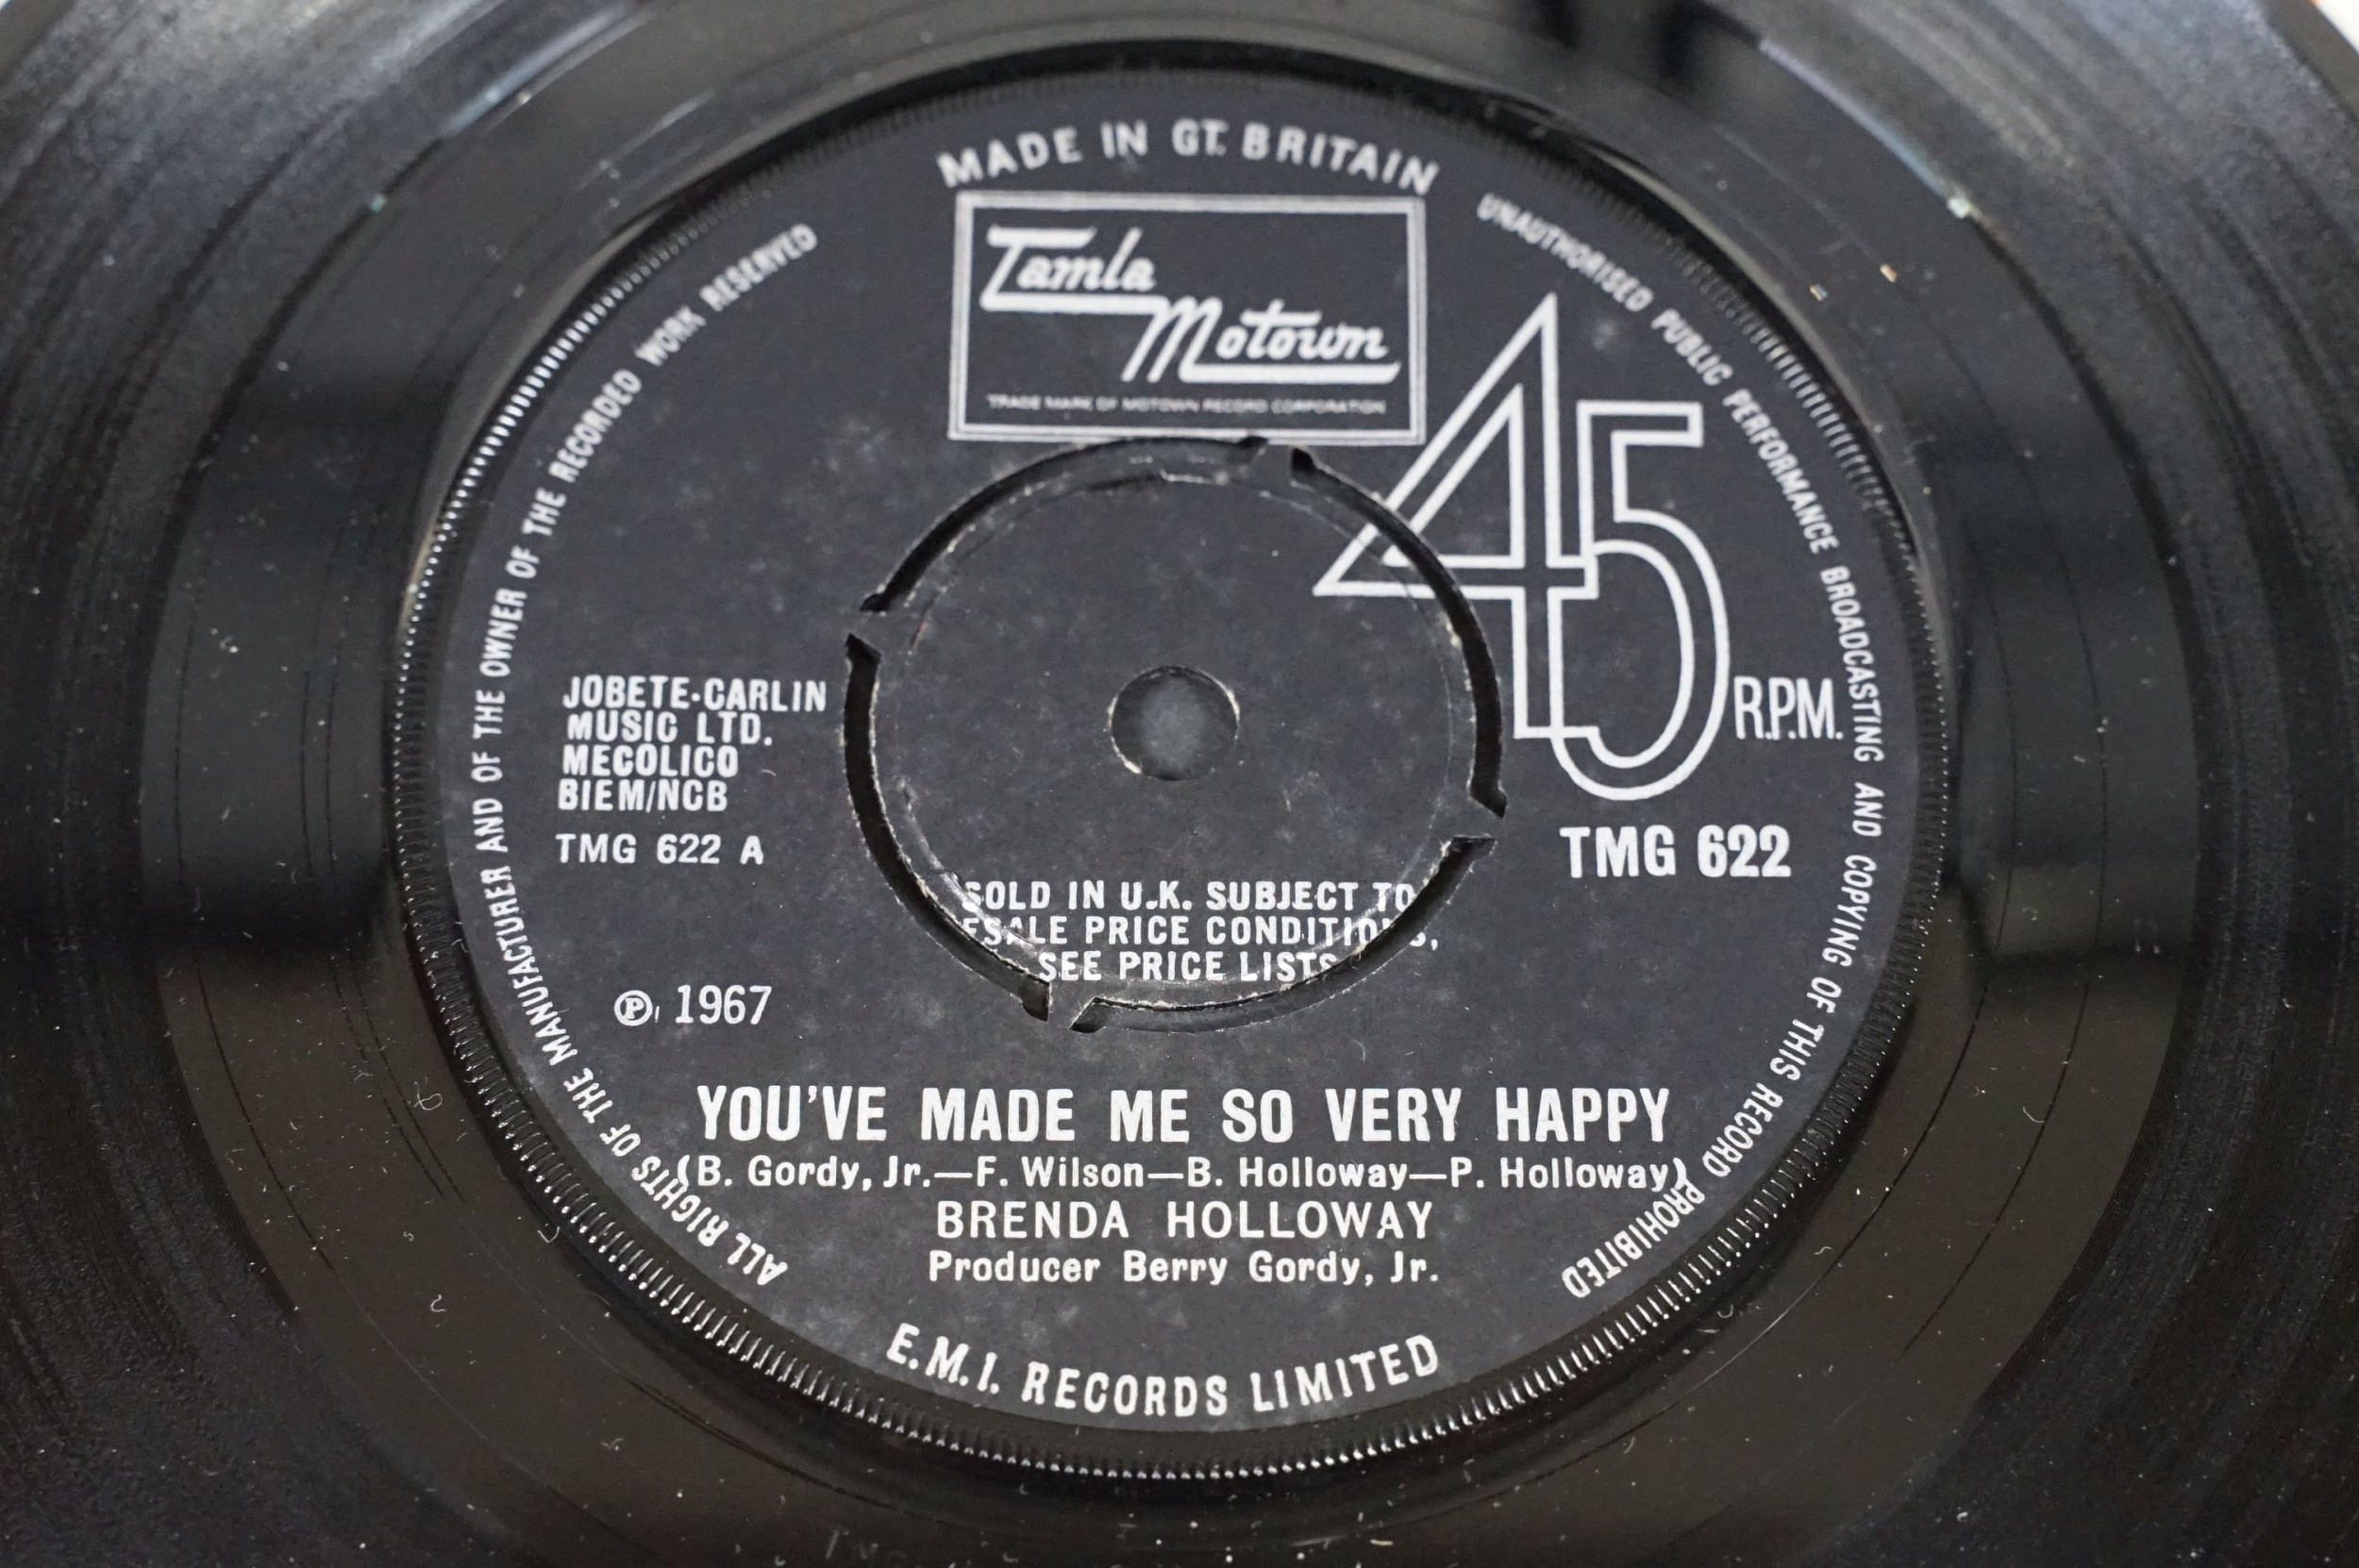 MADE IN GT. BRITAIN
Tamla
Motown
TRADE MARK OF MOTOWN RECORD CORPORATION
45
R.P.M.
JOBETE-CARLIN
MUSIC LTD.
MECOLICO
BIEM/NCB
TMG 622 A
TMG 622
SOLD IN U.K. SUBJECT TO
ESALE PRICE CONDITIONS,
SEE PRICE LISTS
Ⓟ 1967
YOU'VE MADE ME SO VERY HAPPY
(B. Gordy, Jr.—F. Wilson—B. Holloway—P. Holloway)
BRENDA HOLLOWAY
Producer Berry Gordy, Jr.
E.M.I. RECORDS LIMITED
ALL RIGHTS OF THE MANUFACTURER AND OF THE OWNER OF THE RECORDED WORK RESERVED
UNAUTHORISED PUBLIC PERFORMANCE BROADCASTING AND COPYING OF THIS RECORD PROHIBITED